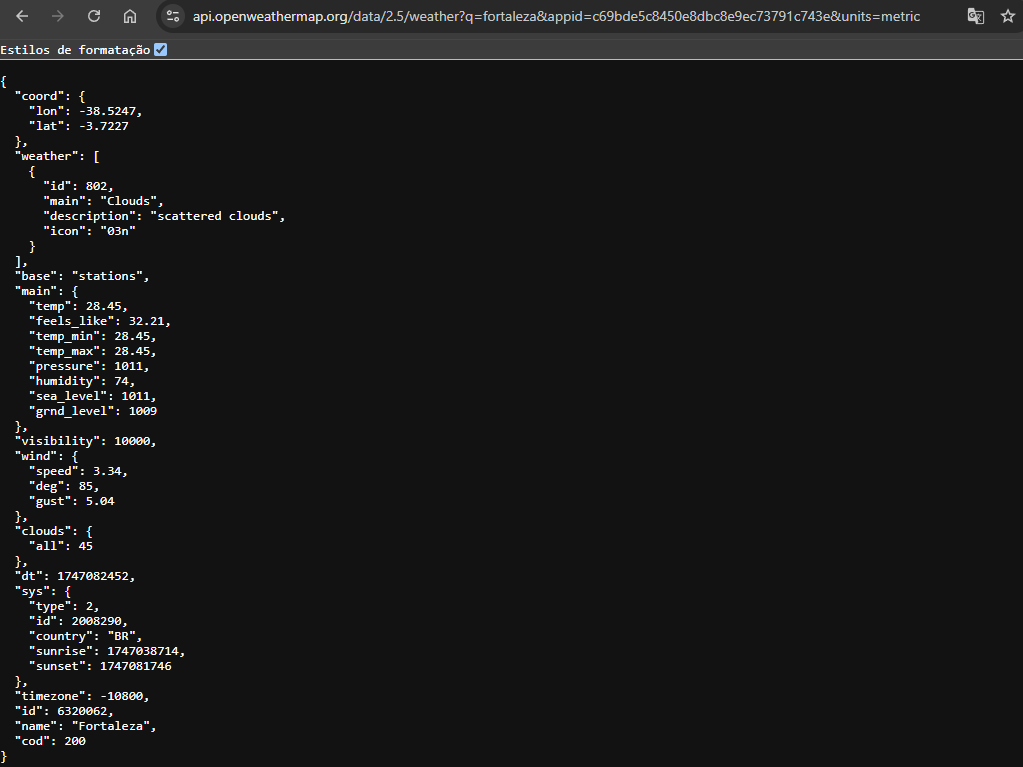 api.openweathermap.org/data/2.5/weather?q=fortaleza&appid=c69bde5c8450e8dbc8e9ec73791c743e&units=metric
Estilos de formatação
{
  "coord": {
    "lon": -38.5247,
    "lat": -3.7227
  },
  "weather": [
    {
      "id": 802,
      "main": "Clouds",
      "description": "scattered clouds",
      "icon": "03n"
    }
  ],
  "base": "stations",
  "main": {
    "temp": 28.45,
    "feels_like": 32.21,
    "temp_min": 28.45,
    "temp_max": 28.45,
    "pressure": 1011,
    "humidity": 74,
    "sea_level": 1011,
    "grnd_level": 1009
  },
  "visibility": 10000,
  "wind": {
    "speed": 3.34,
    "deg": 85,
    "gust": 5.04
  },
  "clouds": {
    "all": 45
  },
  "dt": 1747082452,
  "sys": {
    "type": 2,
    "id": 2008290,
    "country": "BR",
    "sunrise": 1747038714,
    "sunset": 1747081746
  },
  "timezone": -10800,
  "id": 6320062,
  "name": "Fortaleza",
  "cod": 200
}